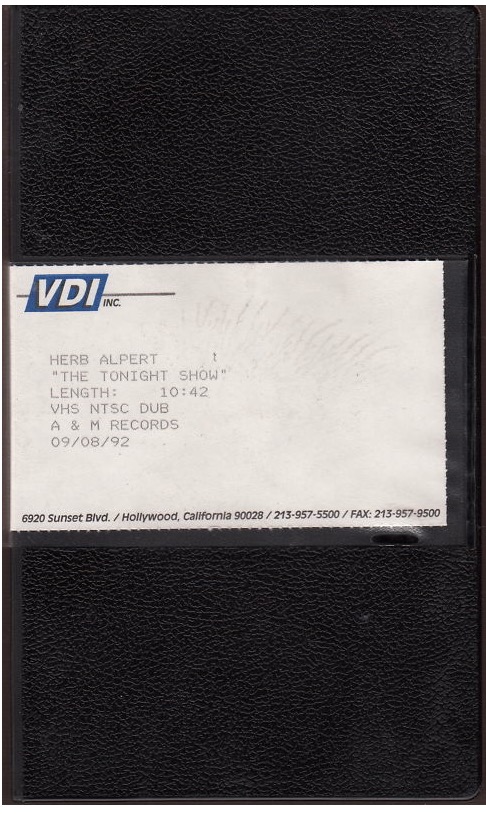 VDI INC.
HERB ALPERT t
"THE TONIGHT SHOW"
LENGTH: 10:42
VHS NTSC DUB
A & M RECORDS
09/08/92
6920 Sunset Blvd. / Hollywood, California 90028 / 213-957-5500 / FAX: 213-957-9500